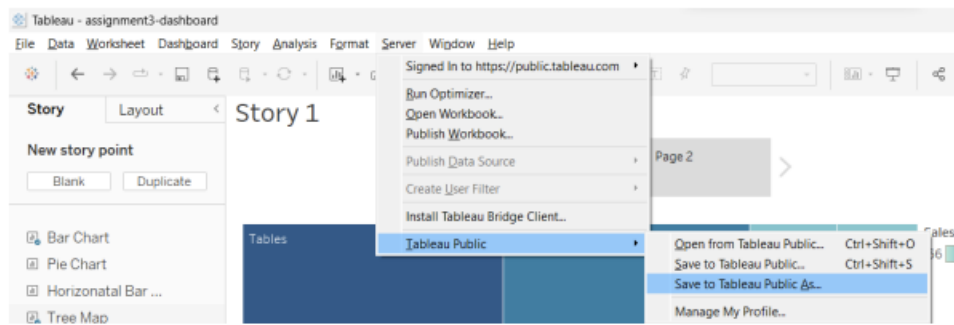 Tableau - assignment3-dashboard
File Data Worksheet Dashboard Story Analysis Format Server Window Help
Signed In to https://public.tableau.com
Run Optimizer...
Open Workbook...
Publish Workbook...
Publish Data Source
Create User Filter
Install Tableau Bridge Client...
Tableau Public
Open from Tableau Public... Ctrl+Shift+O
Save to Tableau Public... Ctrl+Shift+S
Save to Tableau Public As...
Manage My Profile...
Story Layout
New story point
Blank Duplicate
Bar Chart
Pie Chart
Horizonatal Bar ...
Tree Map
Story 1
Page 2
Tables